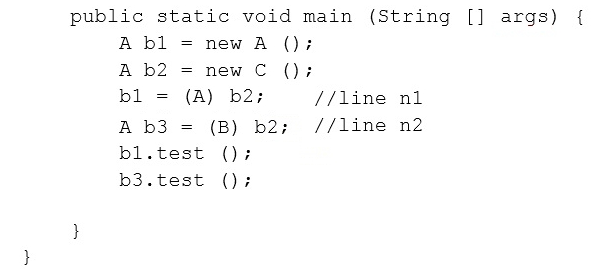 public static void main (String [] args) {
A b1 = new A ();
A b2 = new C ();
b1 = (A) b2; //line n1
A b3 = (B) b2; //line n2
b1.test ();
b3.test ();
}
}